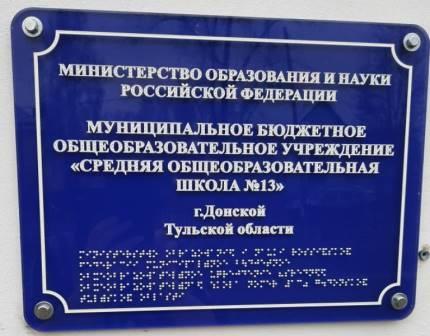 МИНИСТЕРСТВО ОБРАЗОВАНИЯ И НАУКИ
РОССИЙСКОЙ ФЕДЕРАЦИИ
МУНИЦИПАЛЬНОЕ БЮДЖЕТНОЕ
ОБЩЕОБРАЗОВАТЕЛЬНОЕ УЧРЕЖДЕНИЕ
«СРЕДНЯЯ ОБЩЕОБРАЗОВАТЕЛЬНАЯ
ШКОЛА №13»
г.Донской
Тульской области